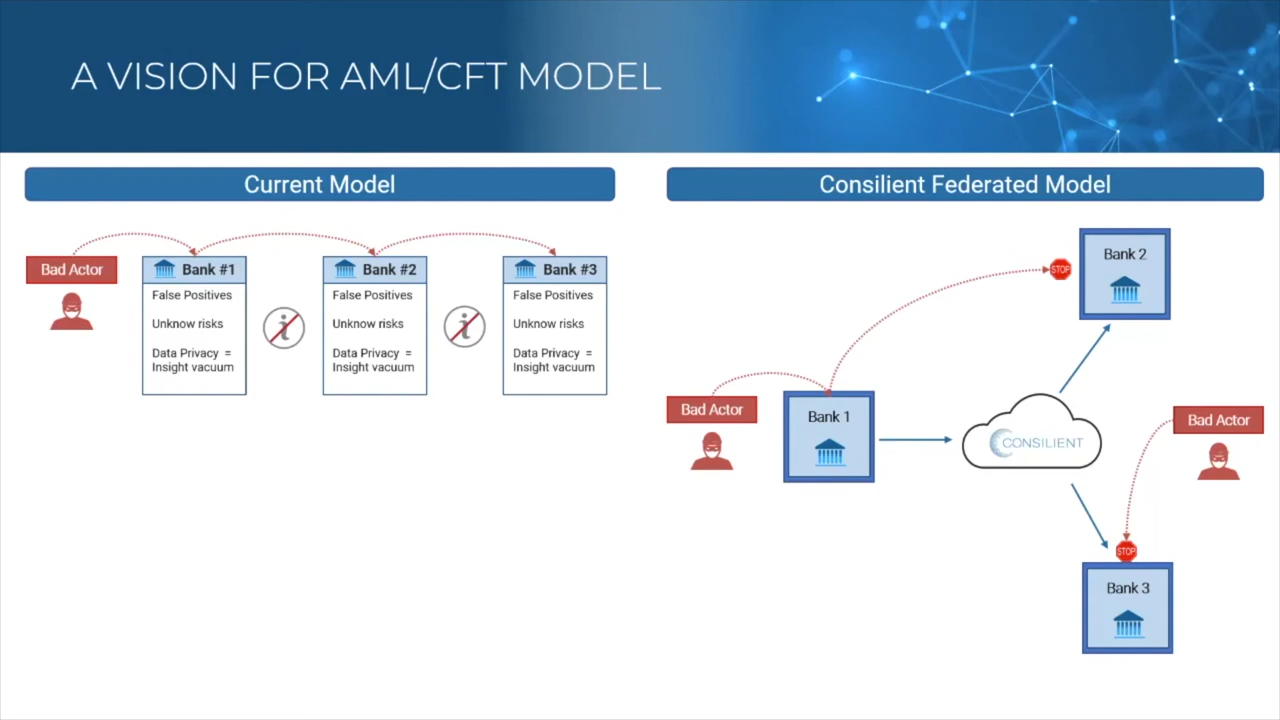 A VISION FOR AML/CFT MODEL
Current Model
Bad Actor
Bank #1
False Positives
Unknow risks
Data Privacy =
Insight vacuum
Bank #2
False Positives
Unknow risks
Data Privacy =
Insight vacuum
Bank #3
False Positives
Unknow risks
Data Privacy =
Insight vacuum
Consilient Federated Model
Bad Actor
Bank 1
STOP
Bank 2
CONSILIENT
Bad Actor
STOP
Bank 3